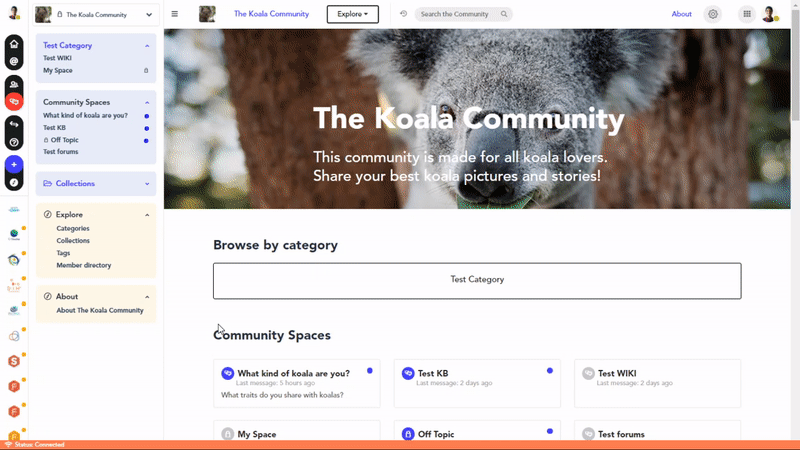 The Koala Community
Test Category
Test WIKI
My Space
Community Spaces
What kind of koala are you?
Test KB
Off Topic
Test forums
Collections
Explore
Categories
Collections
Tags
Member directory
About
About The Koala Community
The Koala Community
Explore
Search the Community
About
The Koala Community
This community is made for all koala lovers.
Share your best koala pictures and stories!
Browse by category
Test Category
Community Spaces
What kind of koala are you?
Last message: 5 hours ago
What traits do you share with koalas?
Test KB
Last message: 2 days ago
Test WIKI
Last message: 2 days ago
My Space
Off Topic
Test forums
Status: Connected